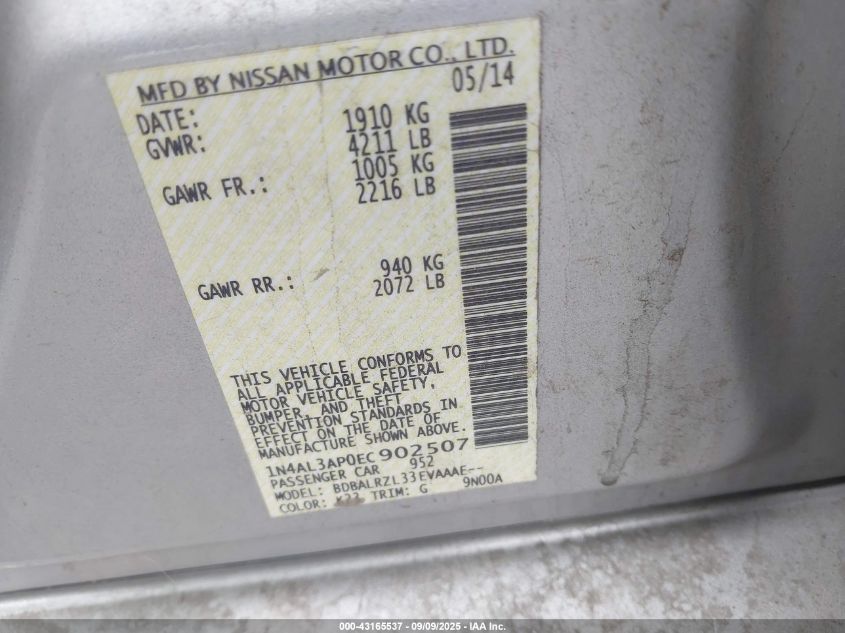 MFD BY NISSAN MOTOR CO., LTD.
DATE: 05/14
GVWR: 1910 KG
4211 LB
GAWR FR.: 1005 KG
2216 LB
GAWR RR.: 940 KG
2072 LB
THIS VEHICLE CONFORMS TO
ALL APPLICABLE FEDERAL
MOTOR VEHICLE SAFETY,
BUMPER, AND THEFT
PREVENTION STANDARDS IN
EFFECT ON THE DATE OF
MANUFACTURE SHOWN ABOVE.
1N4AL3AP0EC902507
PASSENGER CAR 952
MODEL: BDBALRZL33EVAAAE--
COLOR: K23 TRIM: G 9N00A
000-43165537 - 09/09/2025 - IAA Inc.